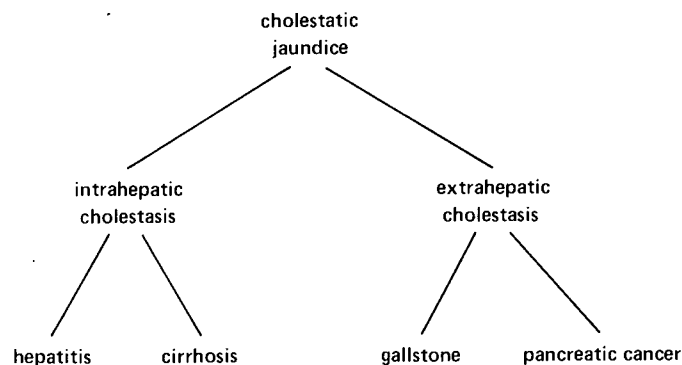 cholestatic
jaundice
intrahepatic
cholestasis
extrahepatic
cholestasis
hepatitis
cirrhosis
gallstone
pancreatic cancer